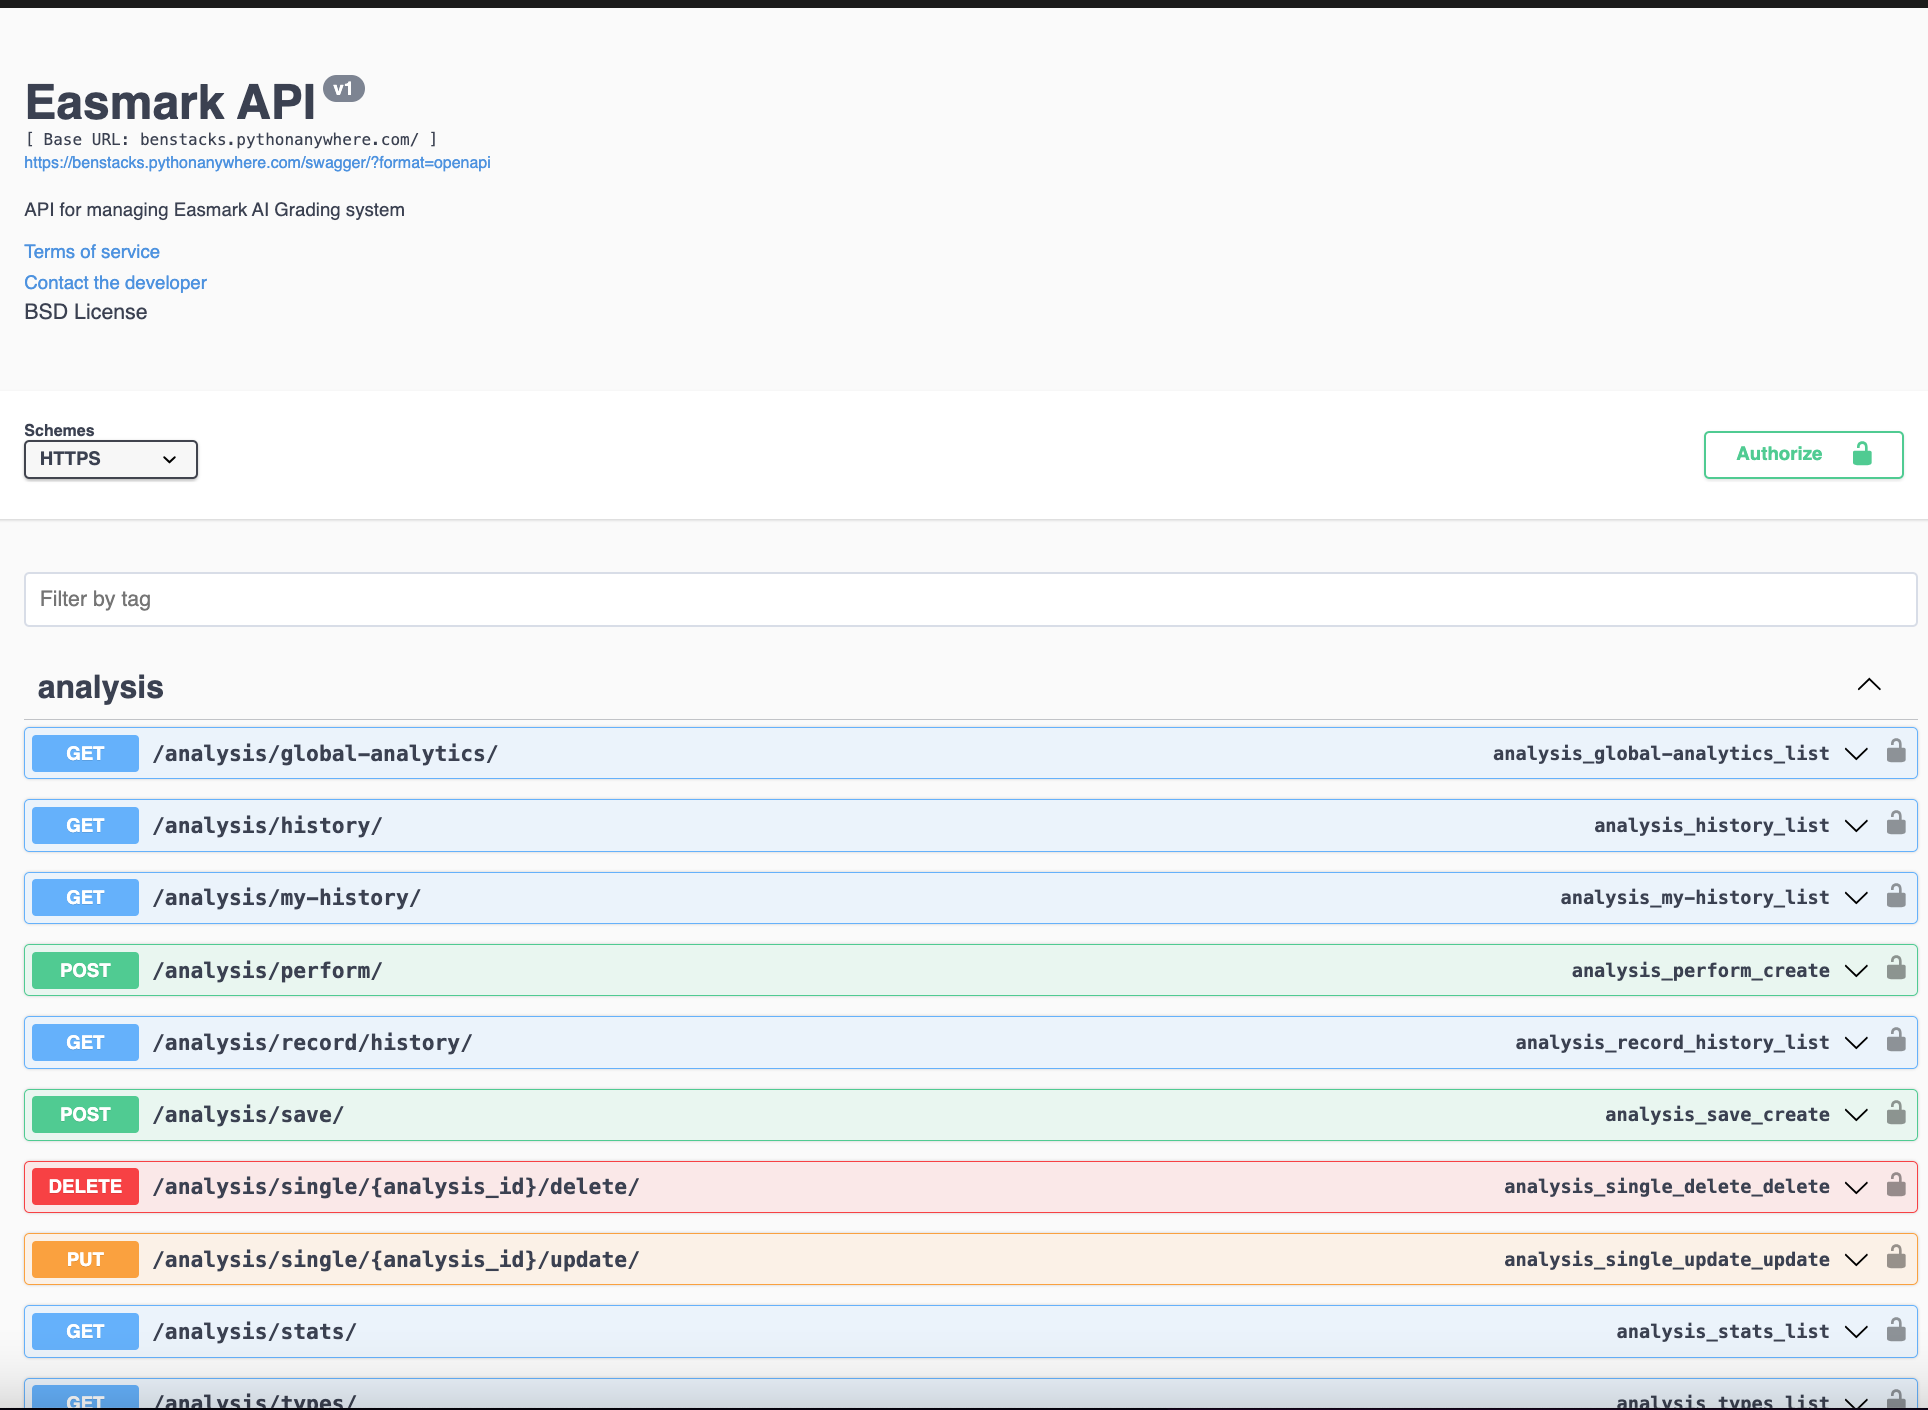 Easmark API v1
[ Base URL: benstacks.pythonanywhere.com/ ]
https://benstacks.pythonanywhere.com/swagger/?format=openapi
API for managing Easmark AI Grading system
Terms of service
Contact the developer
BSD License
Schemes
HTTPS
Authorize
Filter by tag
analysis
GET /analysis/global-analytics/ analysis_global-analytics_list
GET /analysis/history/ analysis_history_list
GET /analysis/my-history/ analysis_my-history_list
POST /analysis/perform/ analysis_perform_create
GET /analysis/record/history/ analysis_record_history_list
POST /analysis/save/ analysis_save_create
DELETE /analysis/single/{analysis_id}/delete/ analysis_single_delete_delete
PUT /analysis/single/{analysis_id}/update/ analysis_single_update_update
GET /analysis/stats/ analysis_stats_list
GET /analysis/types/ analysis_types_list